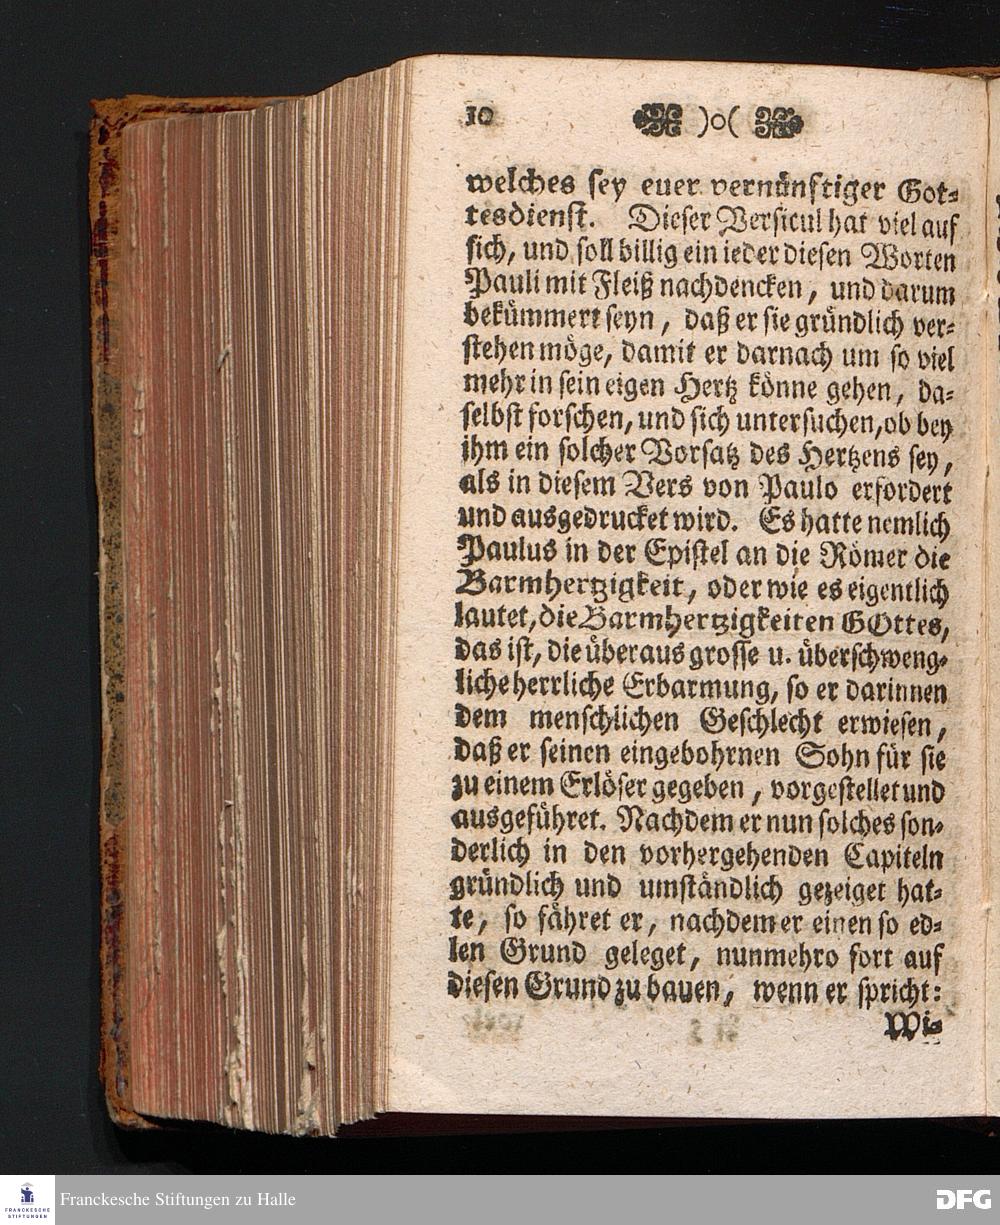 10 )o(
welches sey euer vernünftiger Got-
tesdienst. Dieser Versicul hat viel auf
sich, und soll billig ein ieder diesen Worten
Pauli mit Fleiß nachdencken, und darum
bekümmert seyn, daß er sie gründlich ver-
stehen möge, damit er darnach um so viel
mehr in sein eigen Hertz könne gehen, da-
selbst forschen, und sich untersuchen, ob bey
ihm ein solcher Vorsatz des Hertzens sey,
als in diesem Vers von Paulo erfordert
und ausgedrucket wird. Es hatte nemlich
Paulus in der Epistel an die Römer die
Barmhertzigkeit, oder wie es eigentlich
lautet, die Barmhertzigkeiten GOttes,
das ist, die überaus grosse u. überschweng-
liche herrliche Erbarmung, so er darinnen
dem menschlichen Geschlecht erwiesen,
daß er seinen eingebohrnen Sohn für sie
zu einem Erlöser gegeben, vorgestellet und
ausgeführet. Nachdem er nun solches son-
derlich in den vorhergehenden Capiteln
gründlich und umständlich gezeiget hat-
te, so fähret er, nachdem er einen so ed-
len Grund geleget, nunmehro fort auf
diesen Grund zu bauen, wenn er spricht:
Wi-
FRANCKESCHE
STIFTUNGEN
Franckesche Stiftungen zu Halle
DFG